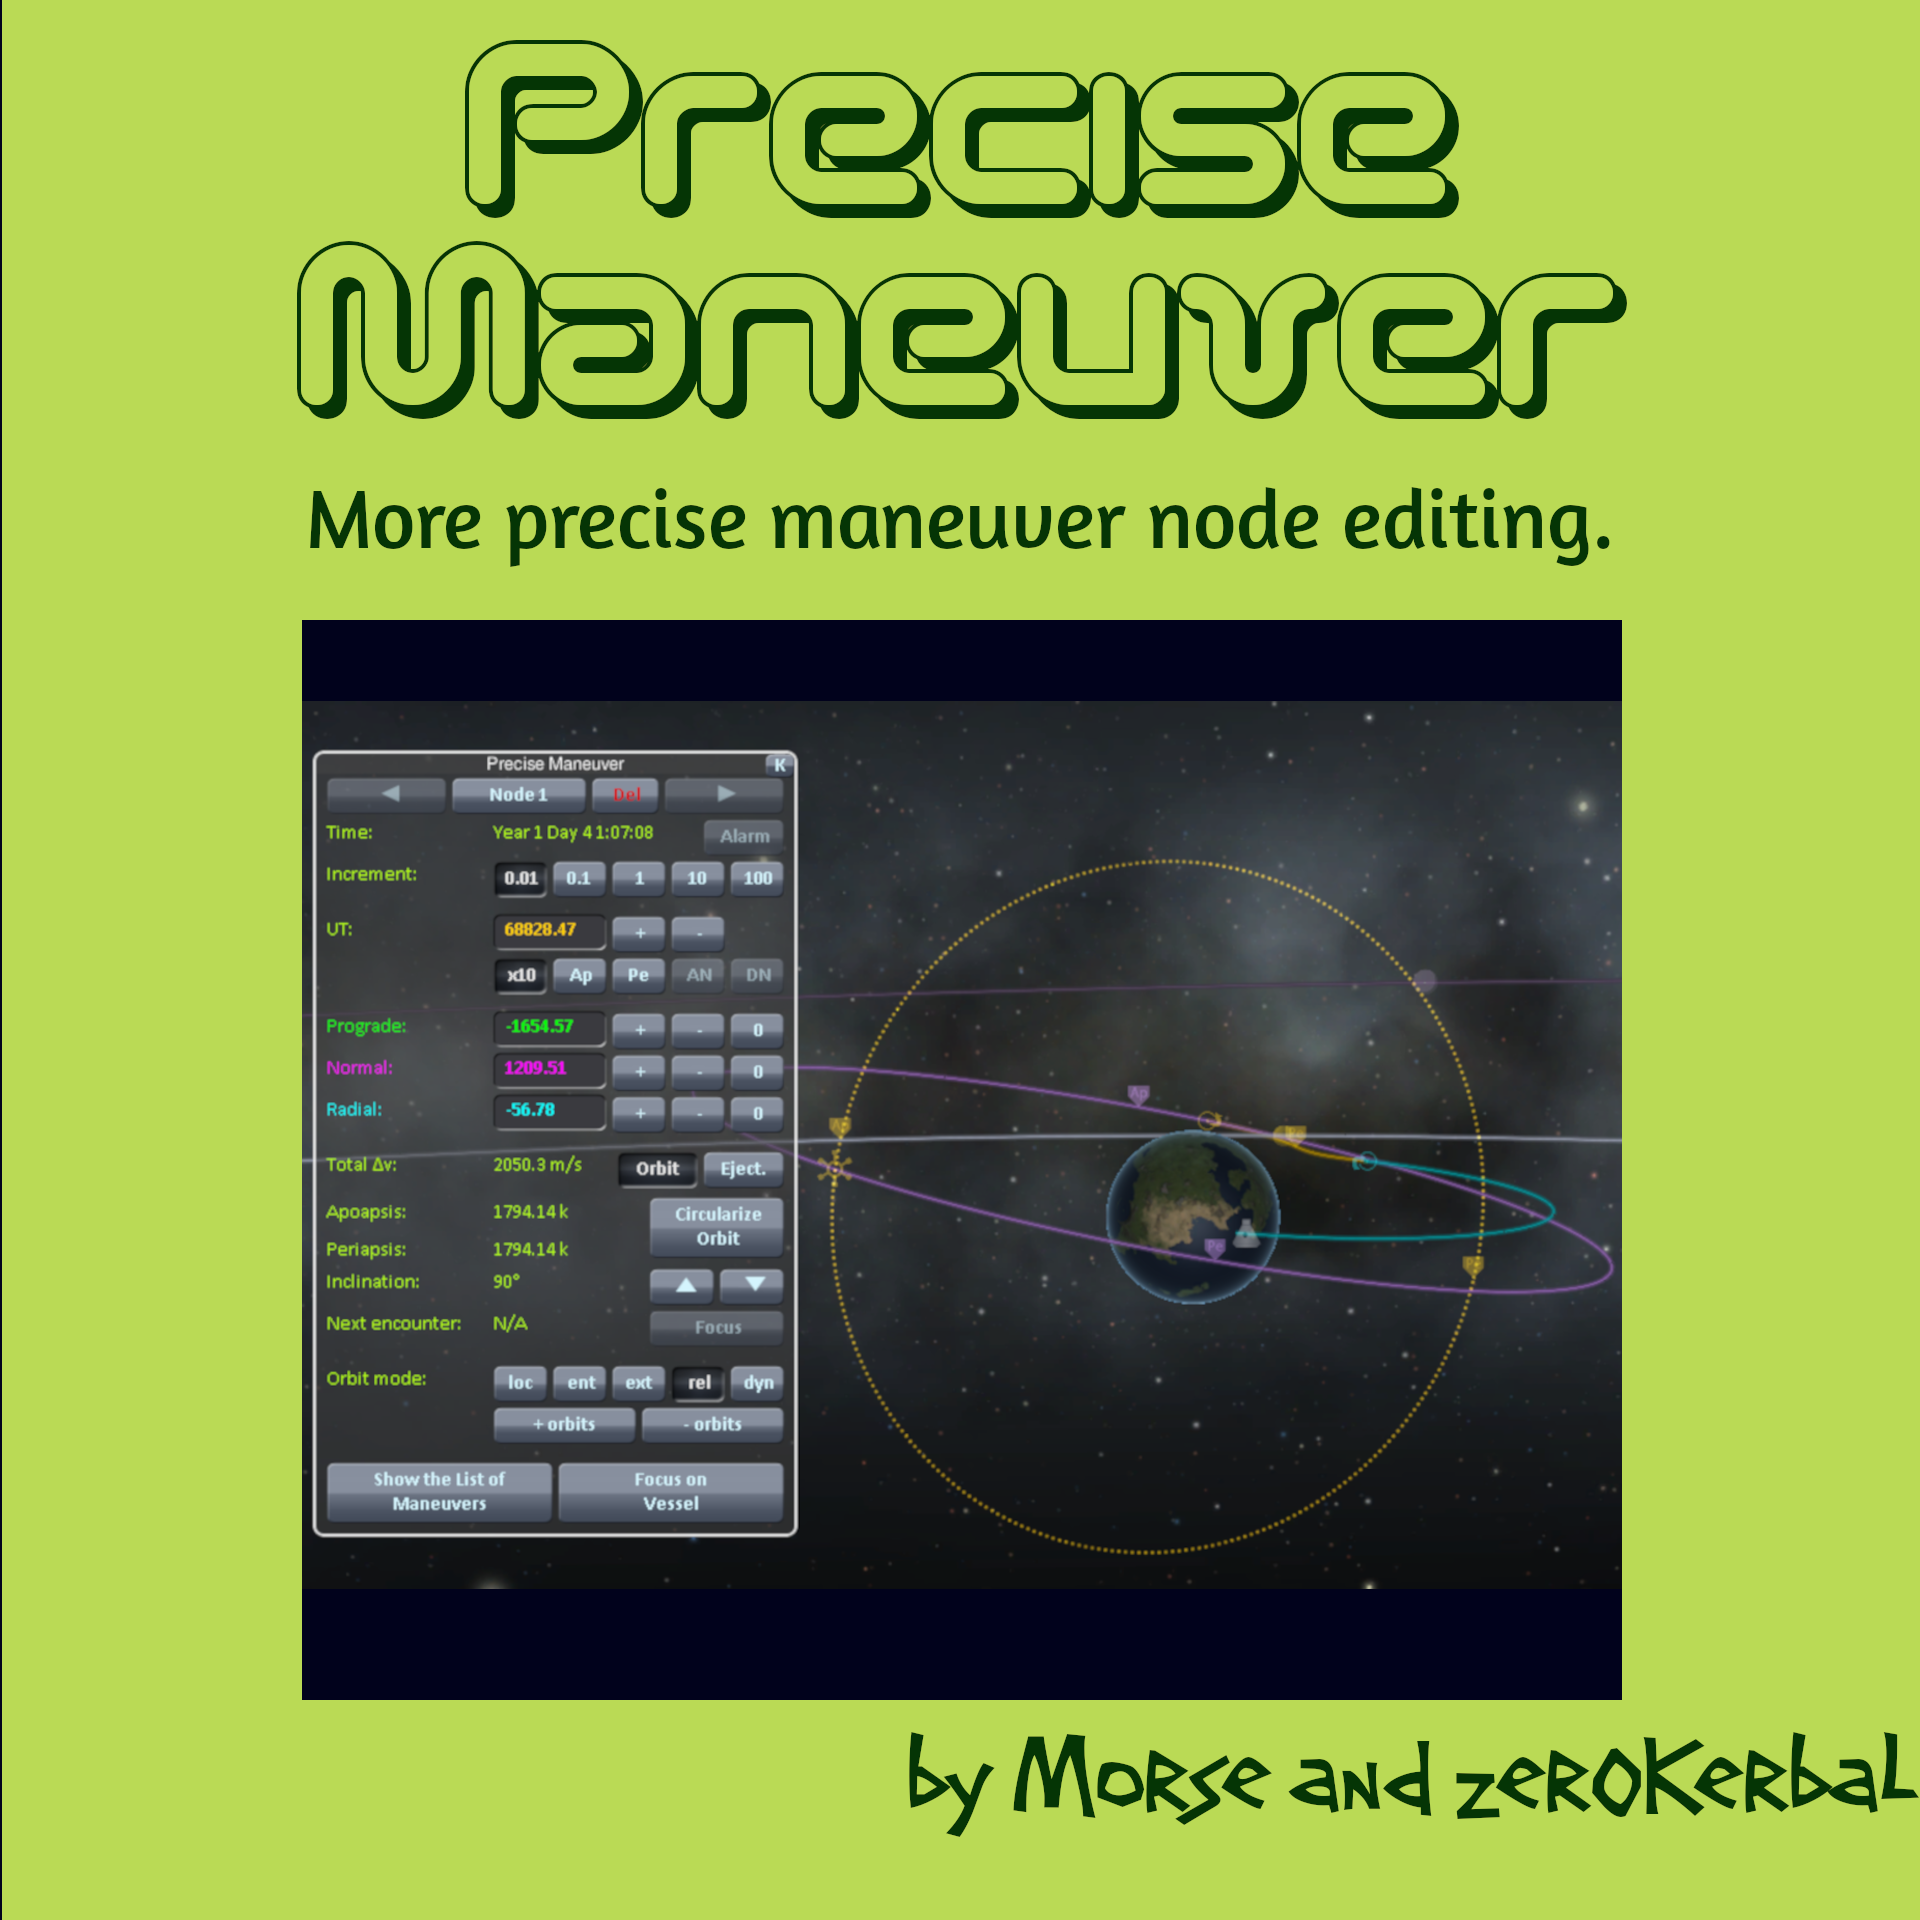 Precise
Maneuver
More precise maneuver node editing.
Precise Maneuver K
◀ Node 1 Del ▶
Time: Year 1 Day 4 1:07:08 Alarm
Increment: 0.01 0.1 1 10 100
UT: 68828.47 + -
x10 Ap Pe AN DN
Prograde: -1654.57 + - 0
Normal: 1209.51 + - 0
Radial: -56.78 + - 0
Total Δv: 2050.3 m/s Orbit Eject.
Apoapsis: 1794.14 k Circularize
Orbit
Periapsis: 1794.14 k
Inclination: 90° ▲ ▼
Next encounter: N/A Focus
Orbit mode: loc ent ext rel dyn
+ orbits - orbits
Show the List of
Maneuvers
Focus on
Vessel
Ap
Pe
by Morse and zer0Kerbal